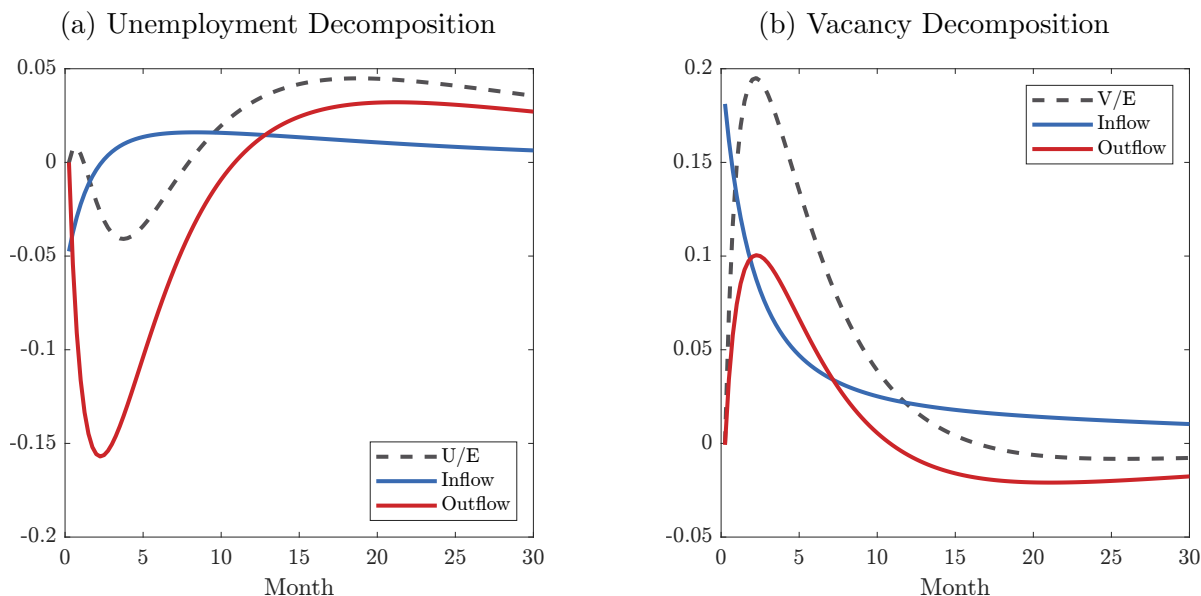 (a) Unemployment Decomposition
0.05
0
-0.05
-0.1
-0.15
-0.2
0 5 10 15 20 25 30
Month
U/E
Inflow
Outflow
(b) Vacancy Decomposition
0.2
0.15
0.1
0.05
0
-0.05
0 5 10 15 20 25 30
Month
V/E
Inflow
Outflow